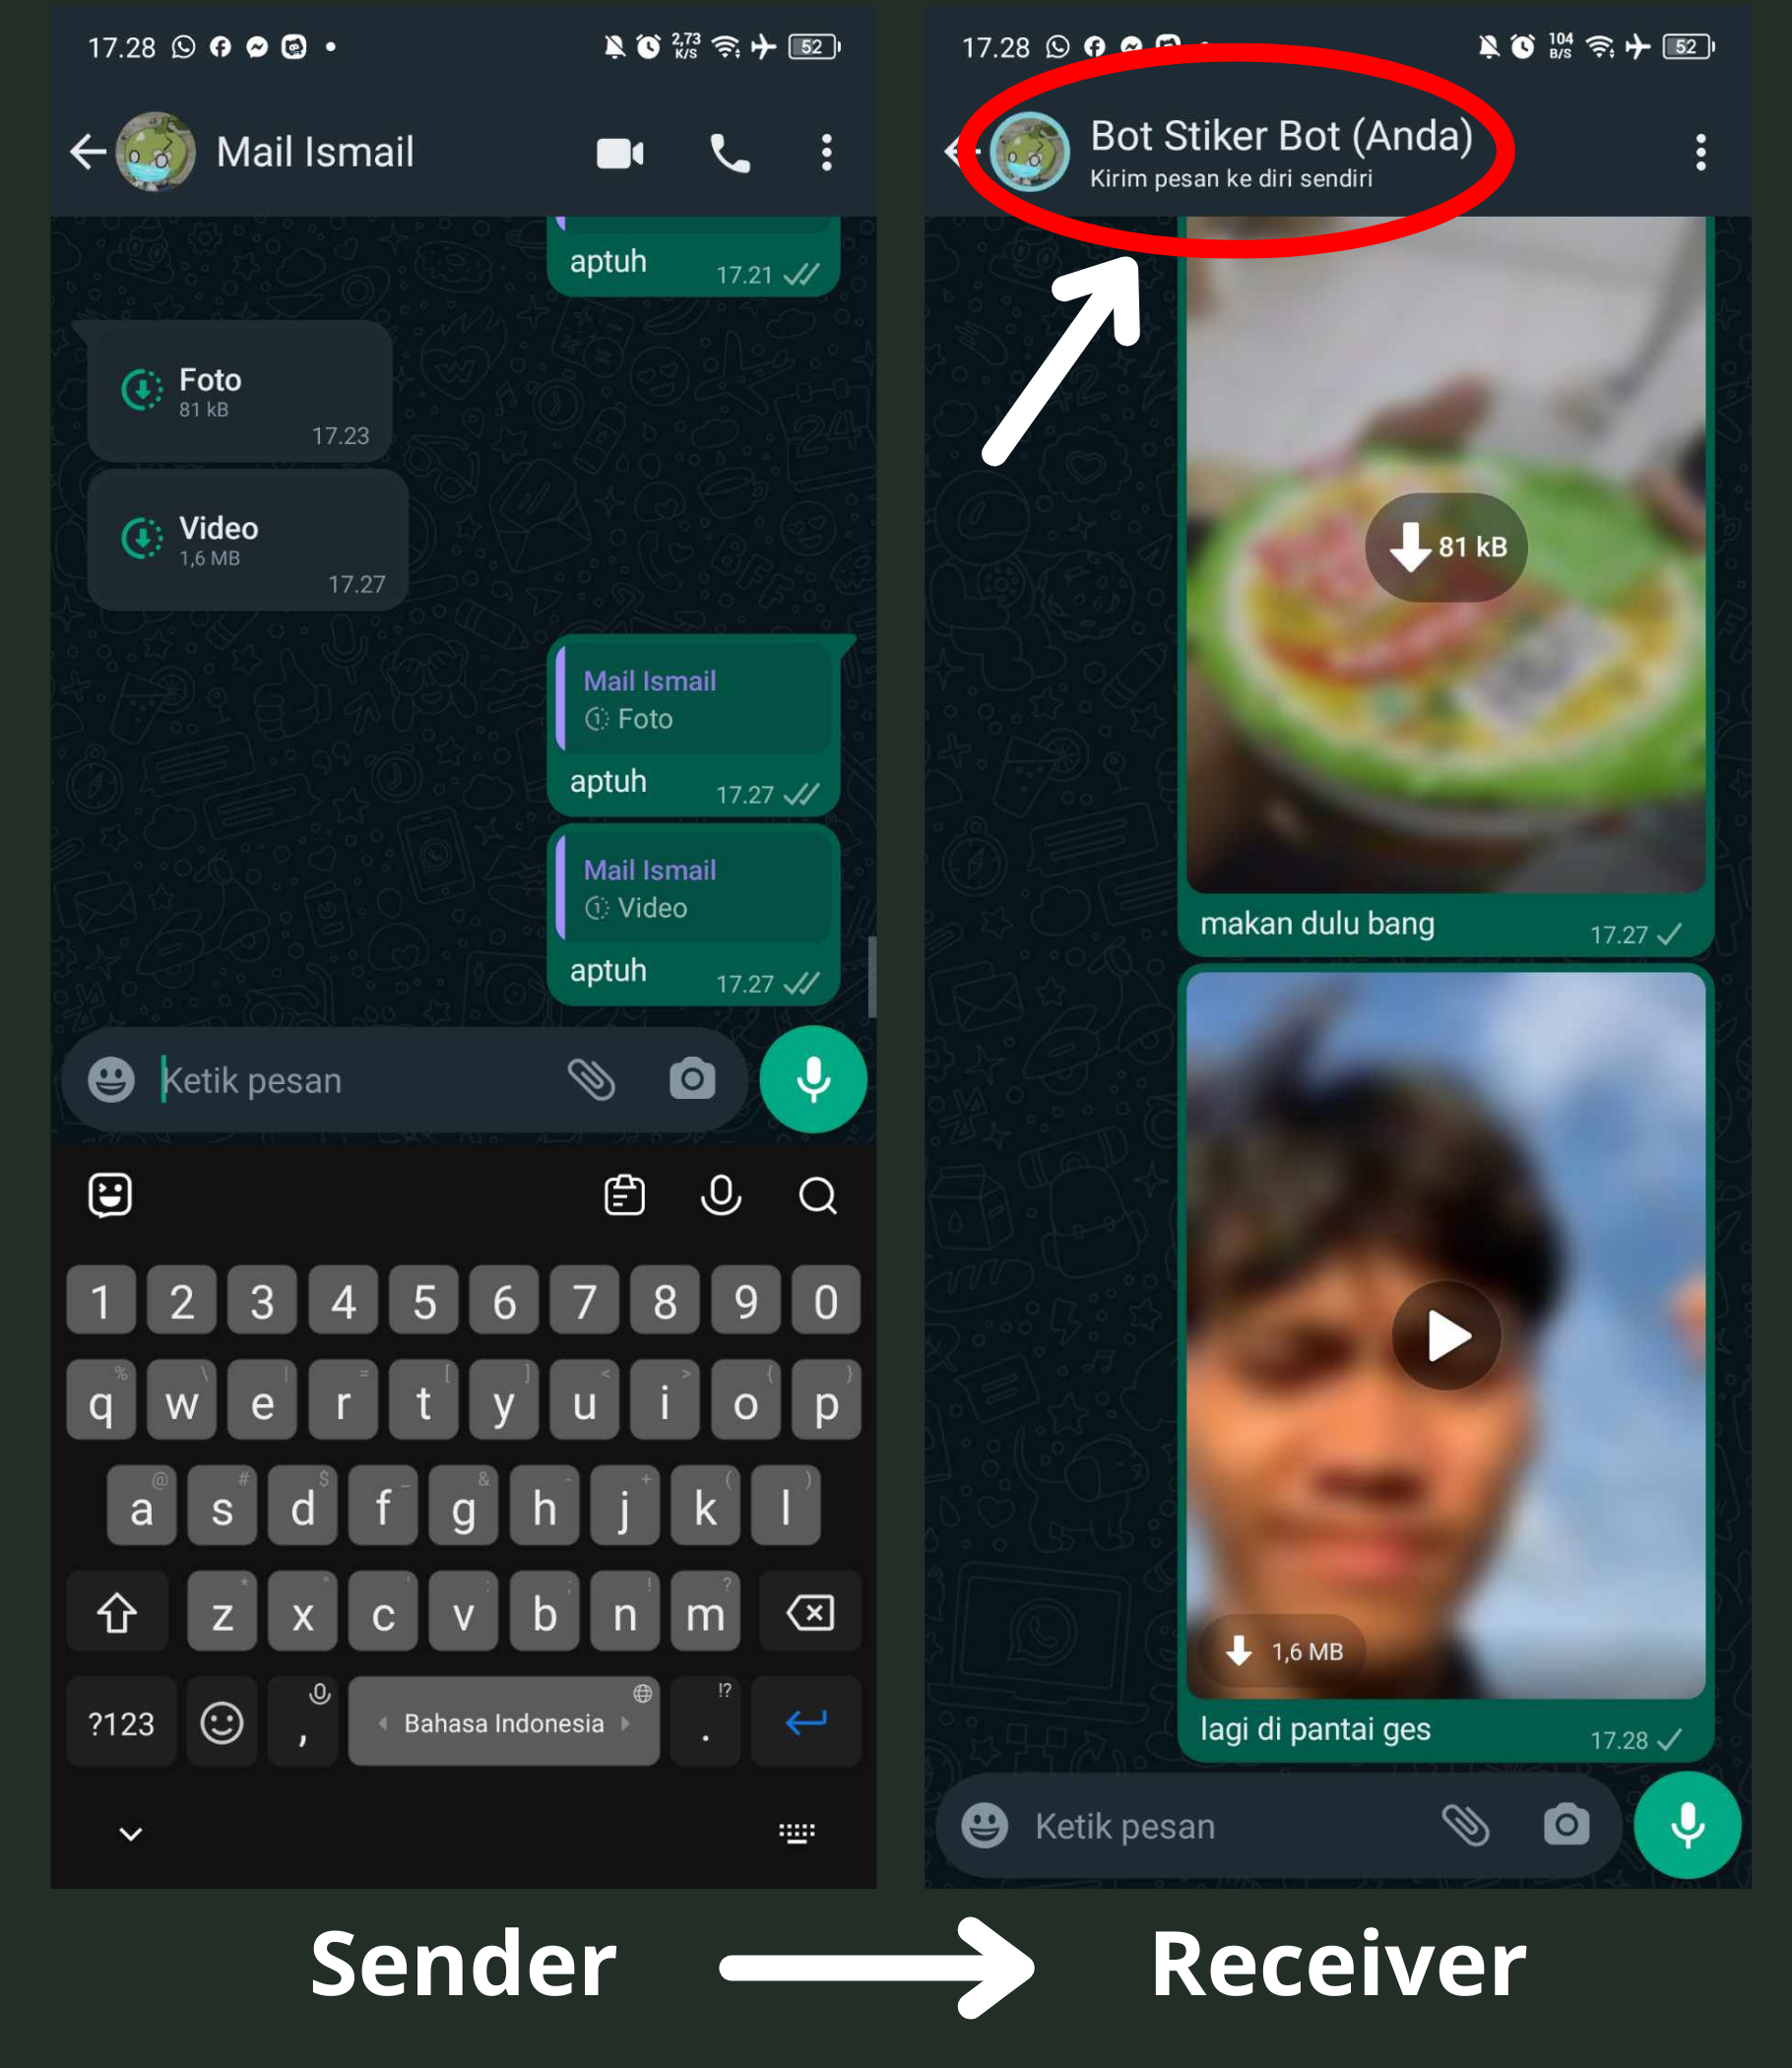 17.28
2,73
K/S
52
Mail Ismail
aptuh
17.21
Foto
81 kB
17.23
Video
1,6 MB
17.27
Mail Ismail
Foto
aptuh
17.27
Mail Ismail
Video
aptuh
17.27
Ketik pesan
1 2 3 4 5 6 7 8 9 0
% \ | = [ ] < > { }
q w e r t y u i o p
@ # $ _ & - + ( )
a s d f g h j k l
* " ' : ; ! ?
z x c v b n m
!?
?123 , Bahasa Indonesia .
17.28
104
B/S
52
Bot Stiker Bot (Anda)
Kirim pesan ke diri sendiri
81 kB
makan dulu bang
17.27
1,6 MB
lagi di pantai ges
17.28
Ketik pesan
Sender
Receiver